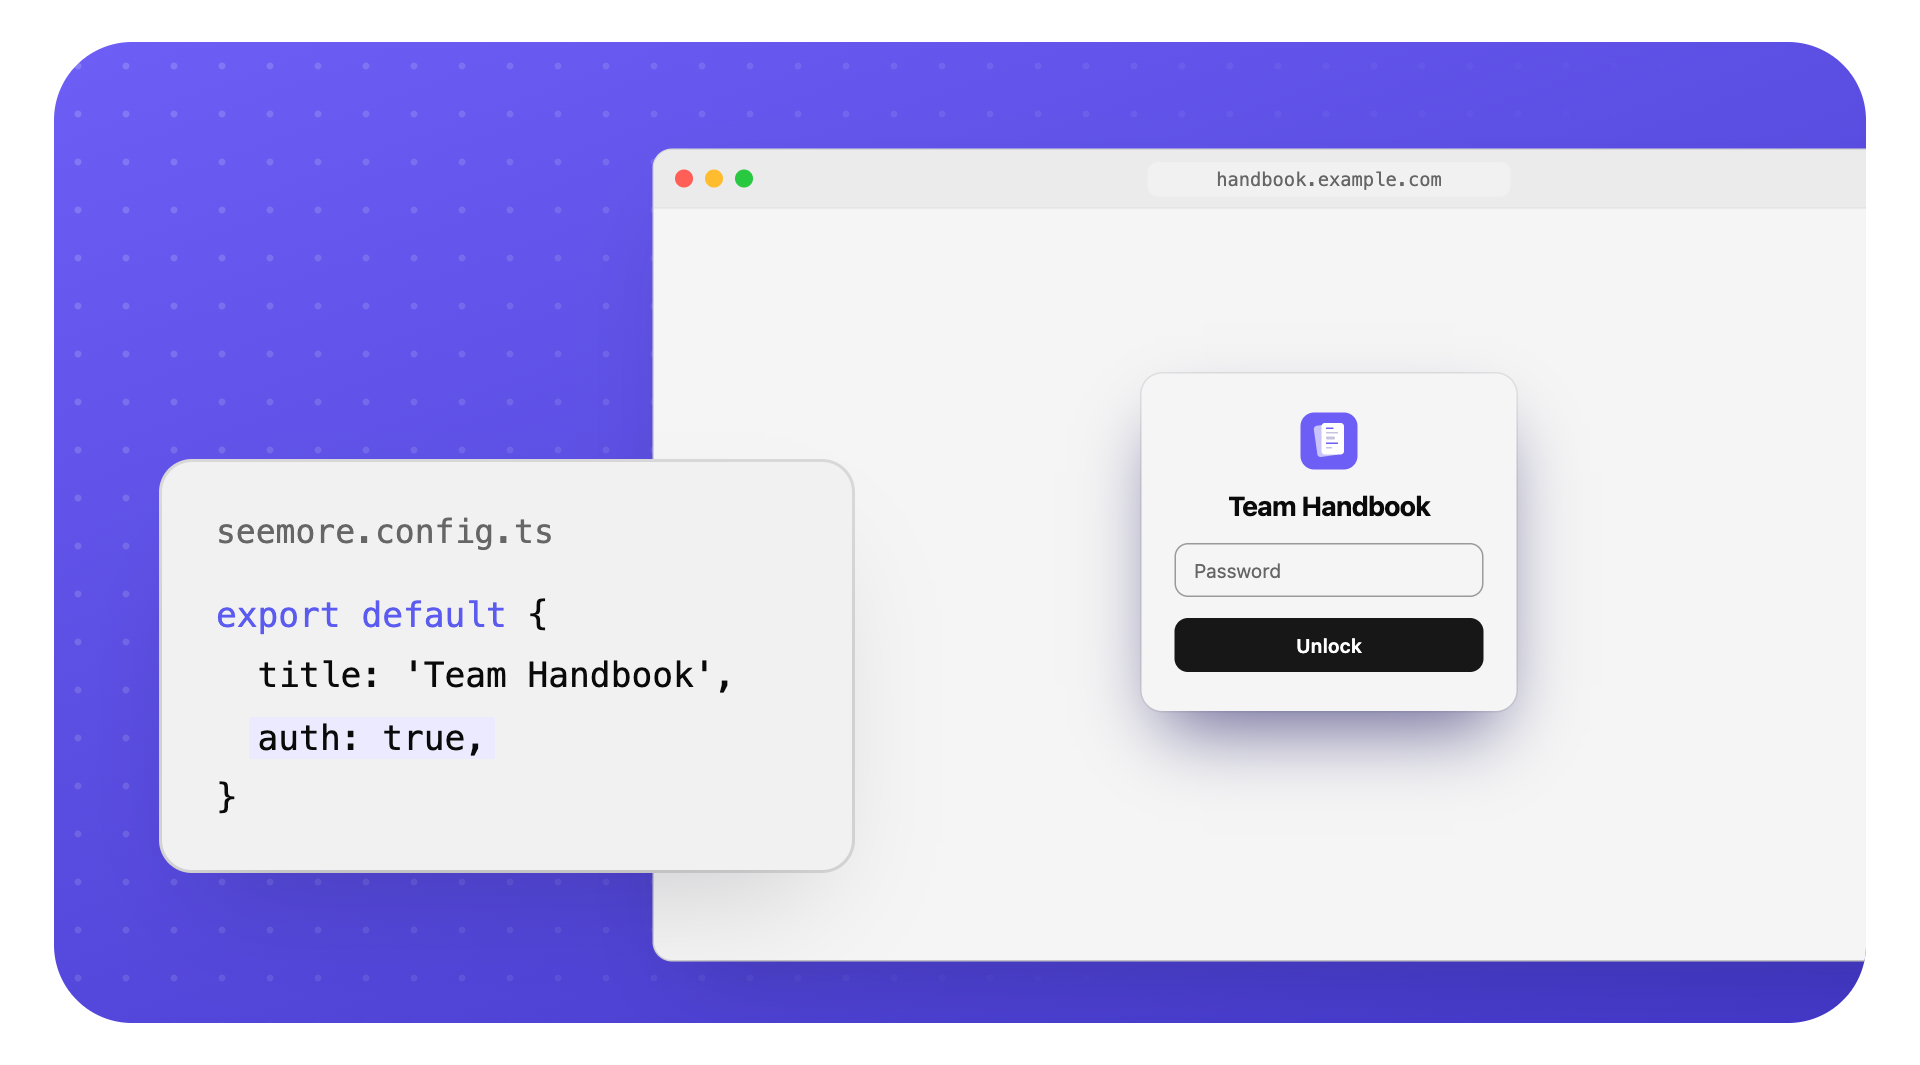 handbook.example.com
Team Handbook
Password
Unlock
seemore.config.ts
export default {
  title: 'Team Handbook',
  auth: true,
}